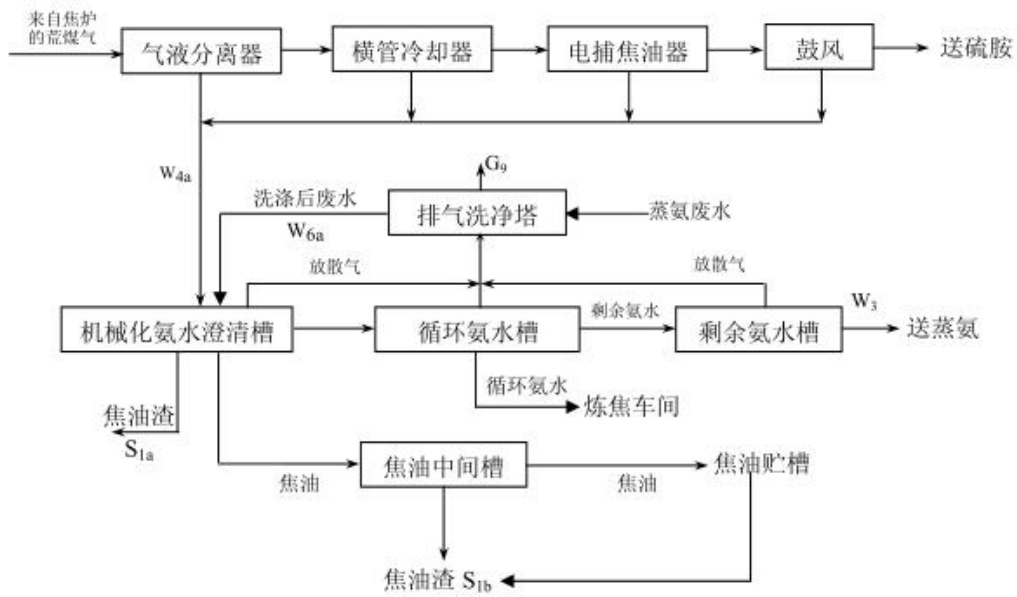 来自焦炉
的荒煤气
气液分离器
横管冷却器
电捕焦油器
鼓风
送硫胺
W4a
G9
洗涤后废水
排气洗净塔
蒸氨废水
W6a
放散气
放散气
机械化氨水澄清槽
循环氨水槽
剩余氨水
剩余氨水槽
W3
送蒸氨
循环氨水
炼焦车间
焦油渣
S1a
焦油中间槽
焦油贮槽
焦油
焦油
焦油渣 S1b